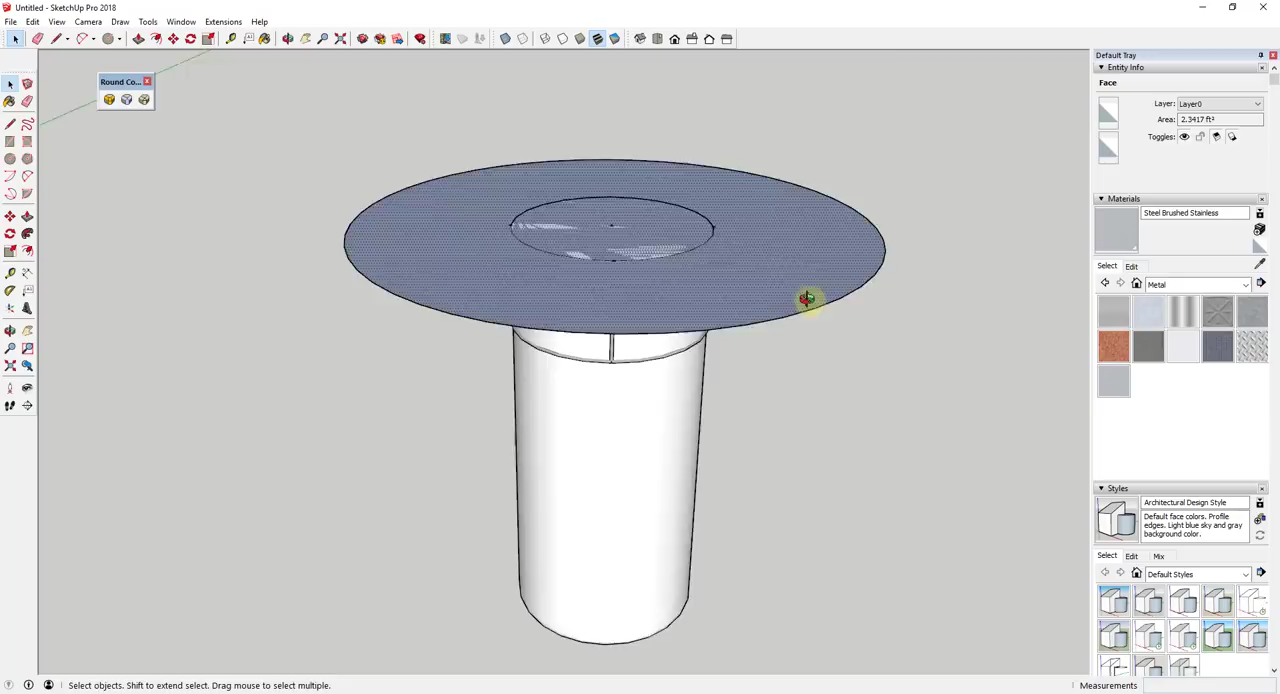 Untitled - SketchUp Pro 2018
File Edit View Camera Draw Tools Window Extensions Help
Default Tray
Entity Info
Round Co...
Face
Layer: Layer0
Area: 2.3417 ft²
Toggles:
Materials
Steel Brushed Stainless
Select Edit
Metal
Styles
Architectural Design Style
Default face colors. Profile
edges. Light blue sky and gray
background color.
Select Edit Mix
Default Styles
Select objects. Shift to extend select. Drag mouse to select multiple.
Measurements